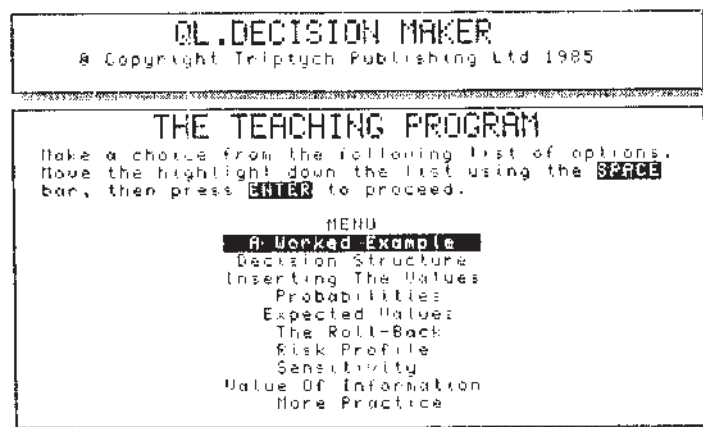 QL.DECISION MAKER
© Copyright Triptych Publishing Ltd 1985
THE TEACHING PROGRAM
Make a choice from the following list of options.
Move the highlight down the list using the SPACE
bar, then press ENTER to proceed.
MENU
A Worked Example
Decision Structure
Inserting The Values
Probabilities
Expected Values
The Roll-Back
Risk Profile
Sensitivity
Value Of Information
More Practice